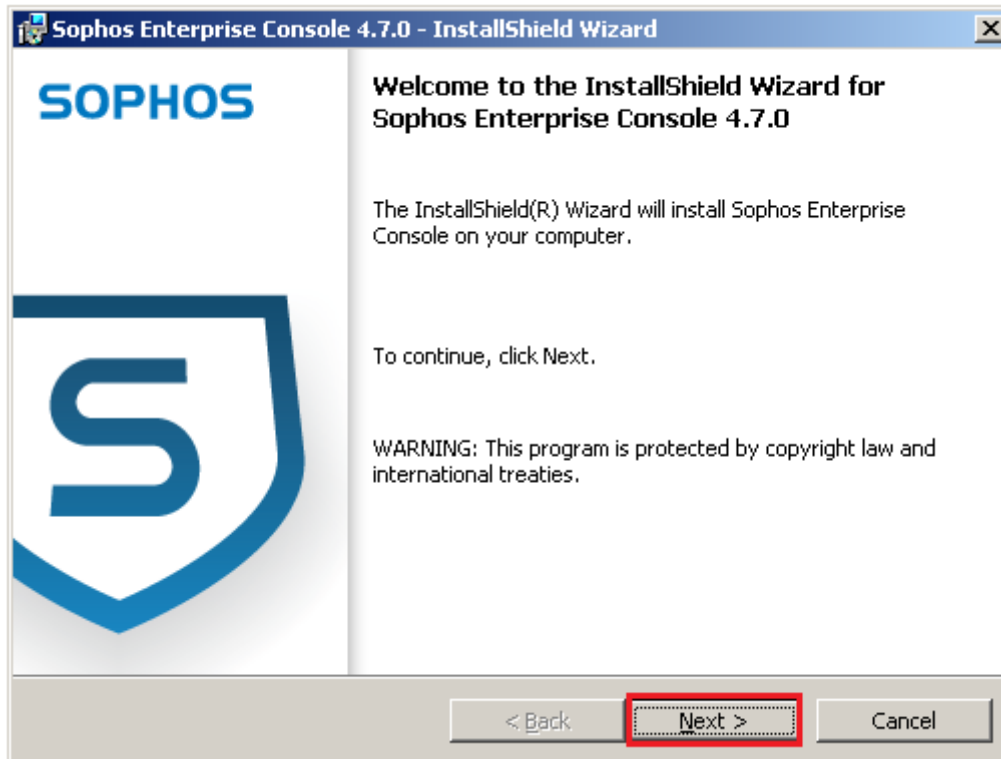 Sophos Enterprise Console 4.7.0 - InstallShield Wizard
SOPHOS
Welcome to the InstallShield Wizard for
Sophos Enterprise Console 4.7.0
The InstallShield(R) Wizard will install Sophos Enterprise
Console on your computer.
To continue, click Next.
WARNING: This program is protected by copyright law and
international treaties.
S
< Back
Next >
Cancel